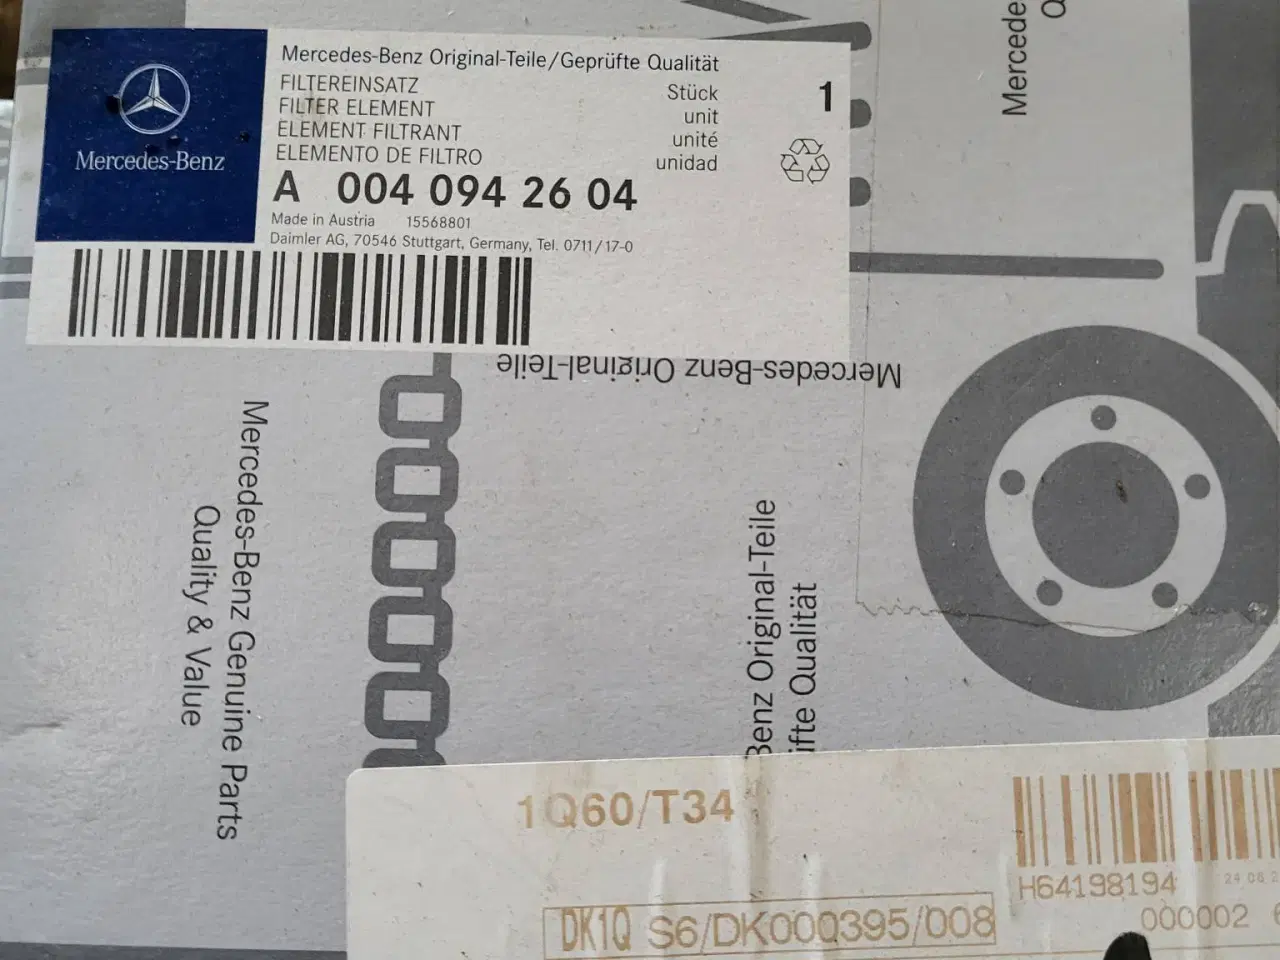 Mercedes-Benz Original-Teile/Geprüfte Qualität
FILTEREINSATZ Stück 1
FILTER ELEMENT unit
ELEMENT FILTRANT unité
ELEMENTO DE FILTRO unidad
Mercedes-Benz
A 004 094 26 04
Made in Austria 15568801
Daimler AG, 70546 Stuttgart, Germany, Tel. 0711/17-0
Mercedes-Benz Original-Teile
Mercedes-Benz Genuine Parts
Quality & Value
Benz Original-Teile
Qualität
1Q60/T34
H64198194
24 08
000002
DK1Q S6/DK000395/008